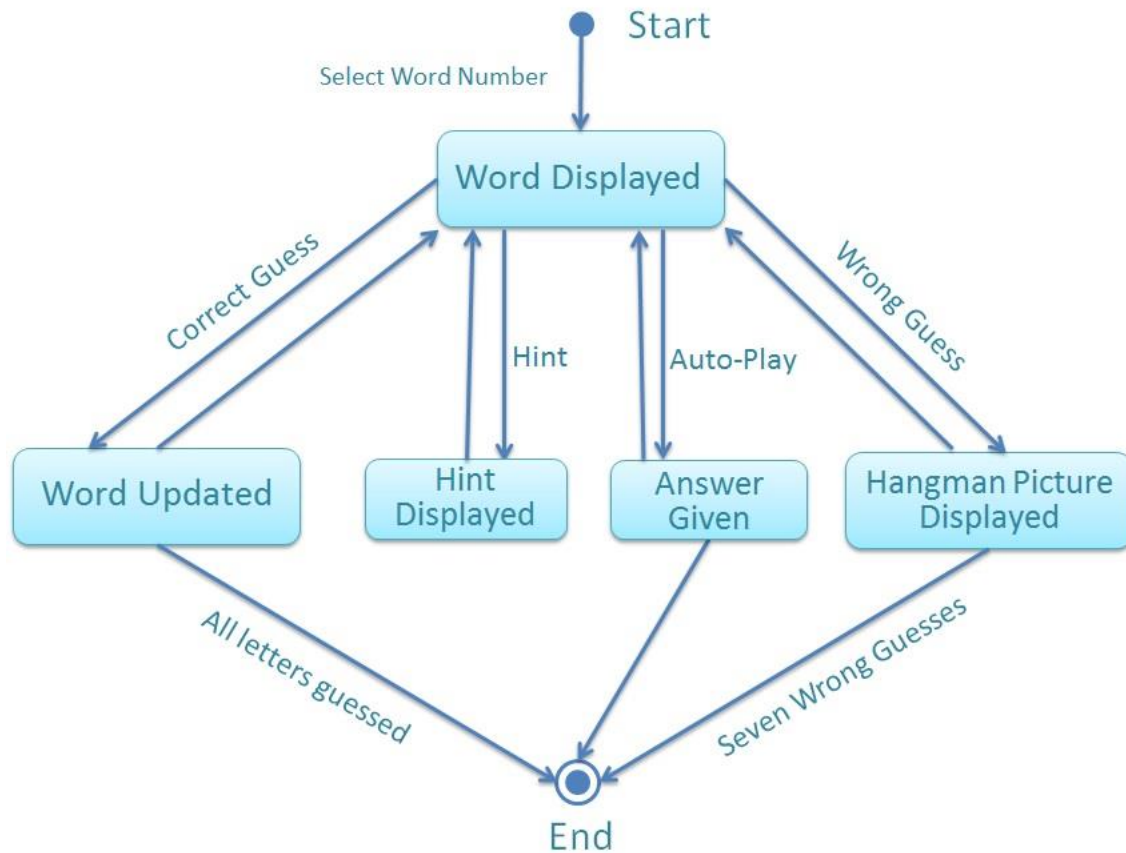 Start
Select Word Number
Word Displayed
Correct Guess
Wrong Guess
Hint
Auto-Play
Word Updated
Hint
Displayed
Answer
Given
Hangman Picture
Displayed
All letters guessed
Seven Wrong Guesses
End